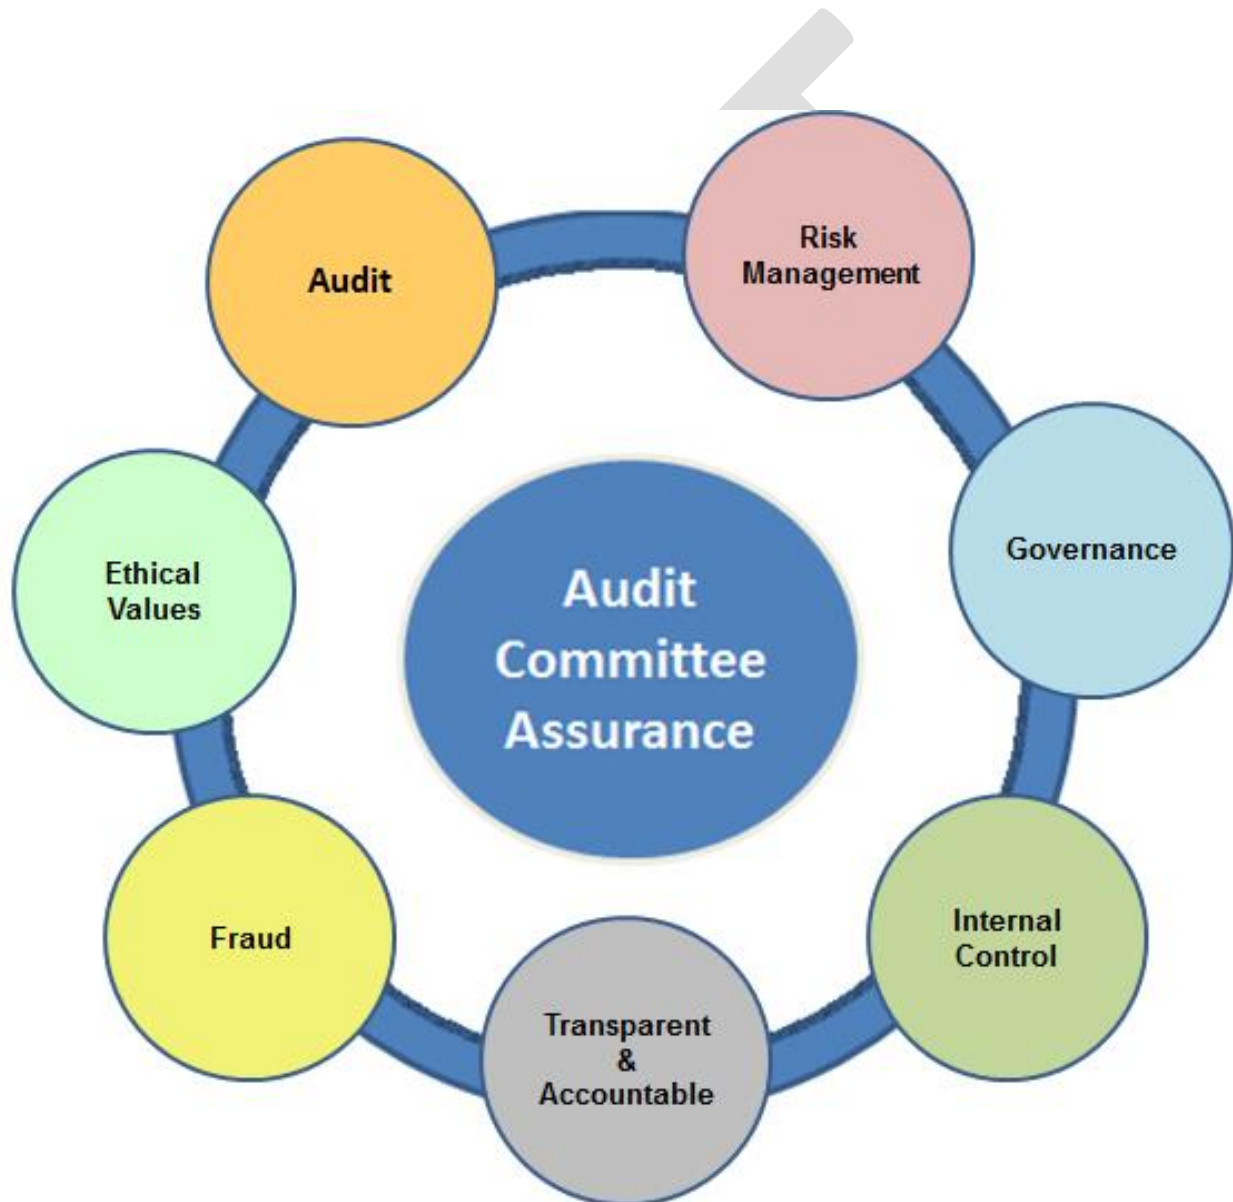 Audit
Risk
Management
Governance
Internal
Control
Transparent
&
Accountable
Fraud
Ethical
Values
Audit
Committee
Assurance